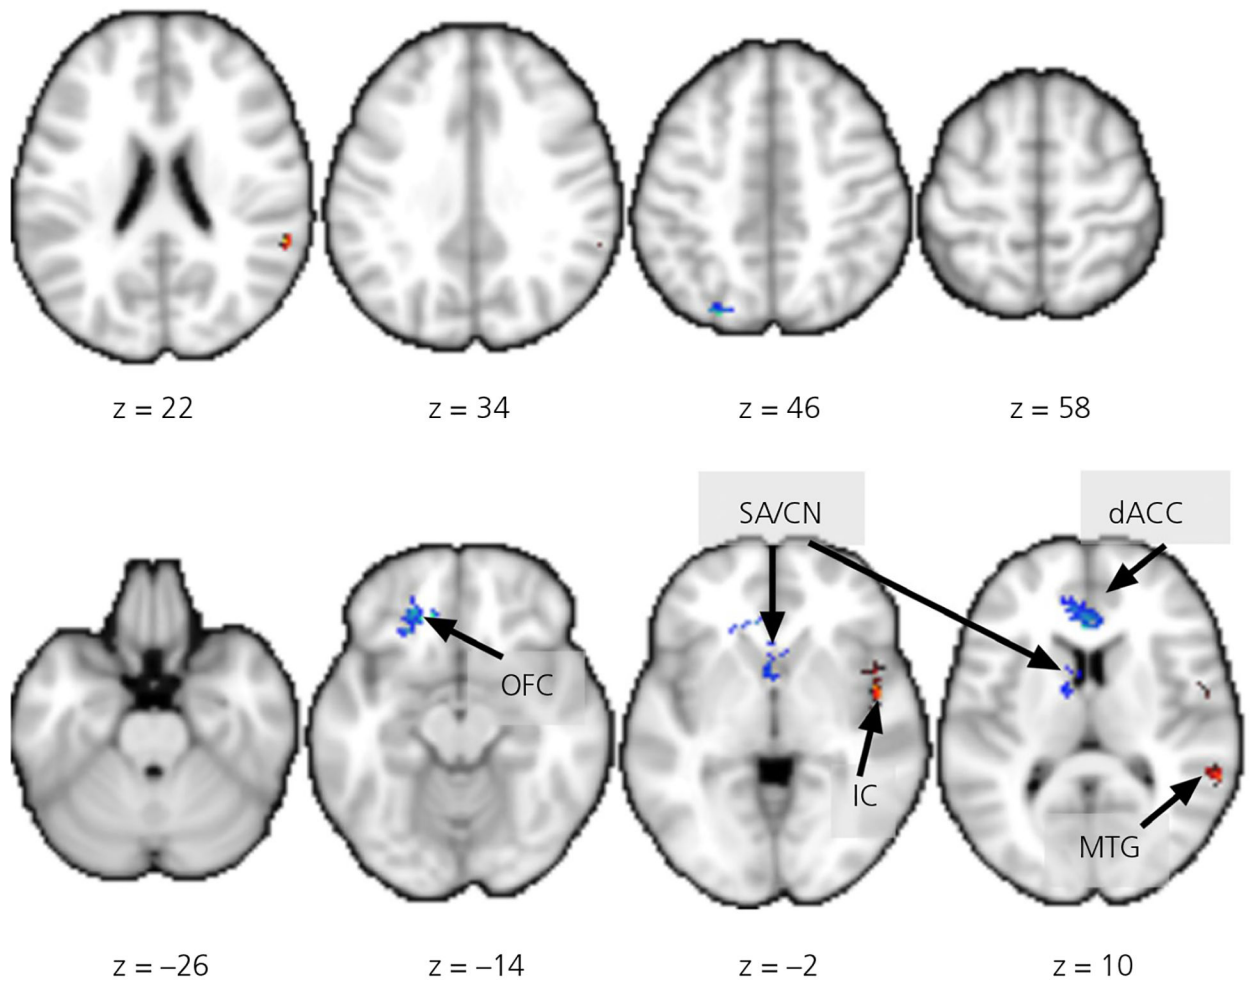 z = 22
z = 34
z = 46
z = 58
SA/CN
dACC
OFC
IC
MTG
z = –26
z = –14
z = –2
z = 10